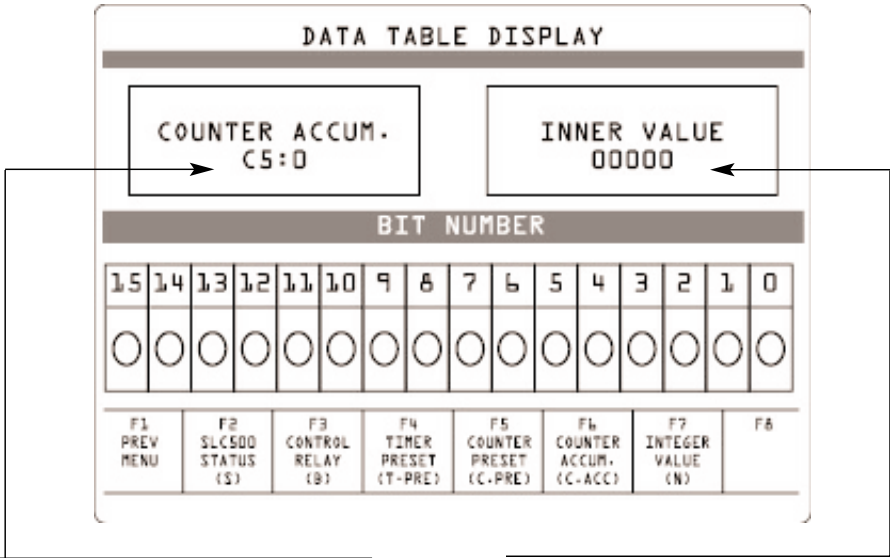 DATA TABLE DISPLAY
COUNTER ACCUM.
C5:0
INNER VALUE
00000
BIT NUMBER
15 14 13 12 11 10 9 8 7 6 5 4 3 2 1 0
F1
PREV
MENU
F2
SLC500
STATUS
(S)
F3
CONTROL
RELAY
(B)
F4
TIMER
PRESET
(T-PRE)
F5
COUNTER
PRESET
(C.PRE)
F6
COUNTER
ACCUM.
(C-ACC)
F7
INTEGER
VALUE
(N)
F8